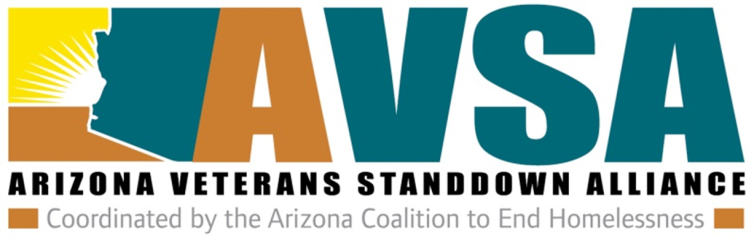 AVSA
ARIZONA VETERANS STANDDOWN ALLIANCE
Coordinated by the Arizona Coalition to End Homelessness